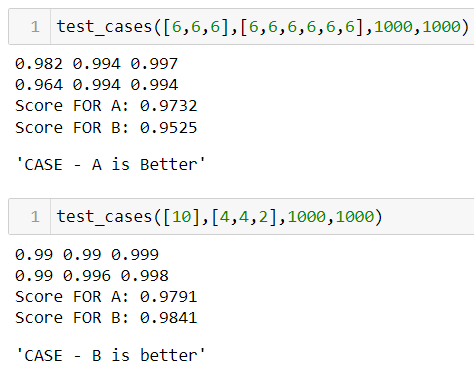 1 test_cases([6,6,6],[6,6,6,6,6,6],1000,1000)
0.982 0.994 0.997
0.964 0.994 0.994
Score FOR A: 0.9732
Score FOR B: 0.9525
'CASE - A is Better'
1 test_cases([10],[4,4,2],1000,1000)
0.99 0.99 0.999
0.99 0.996 0.998
Score FOR A: 0.9791
Score FOR B: 0.9841
'CASE - B is better'